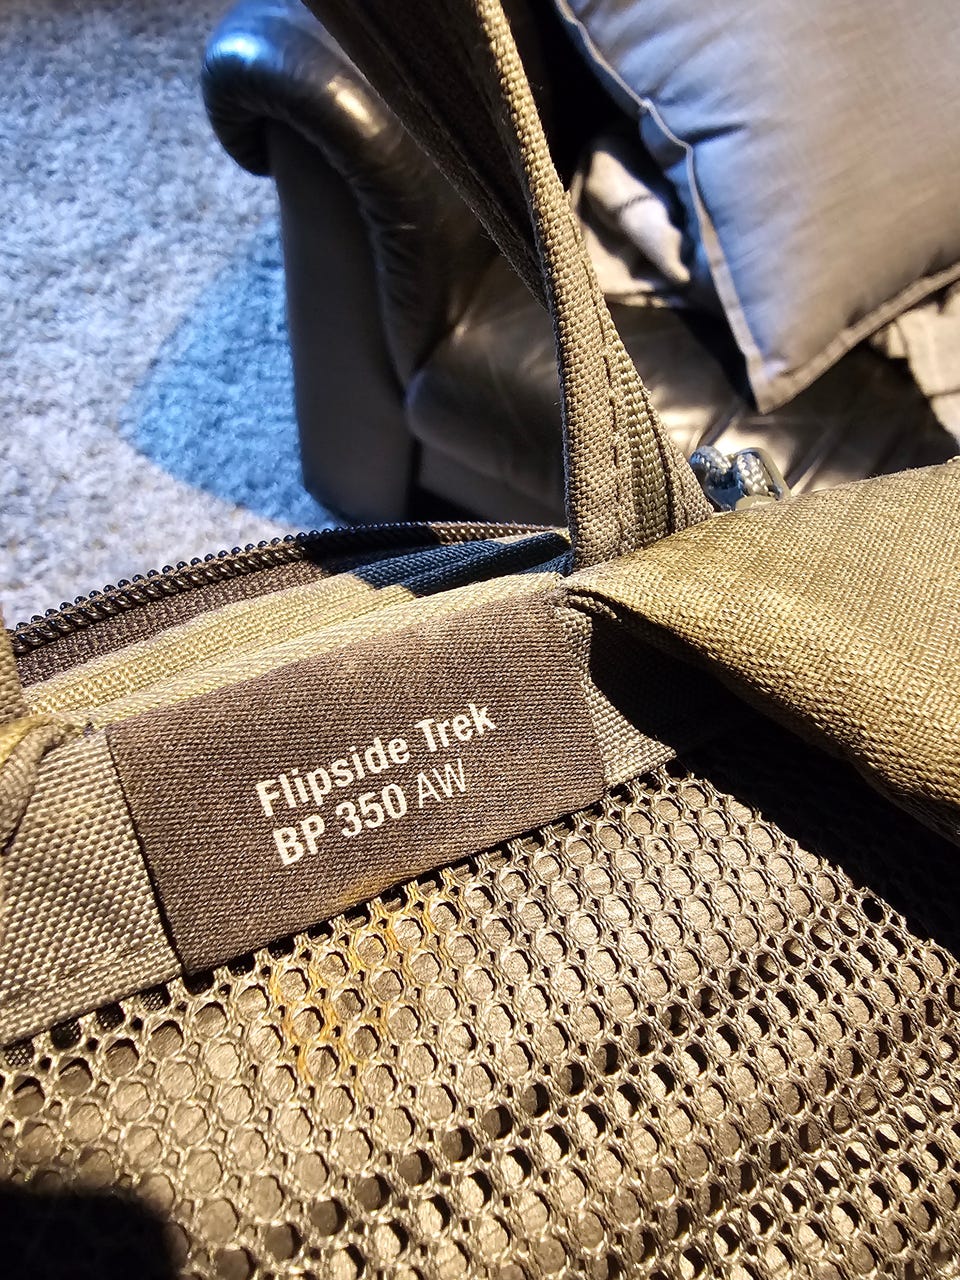 Flipside Trek
BP 350 AW